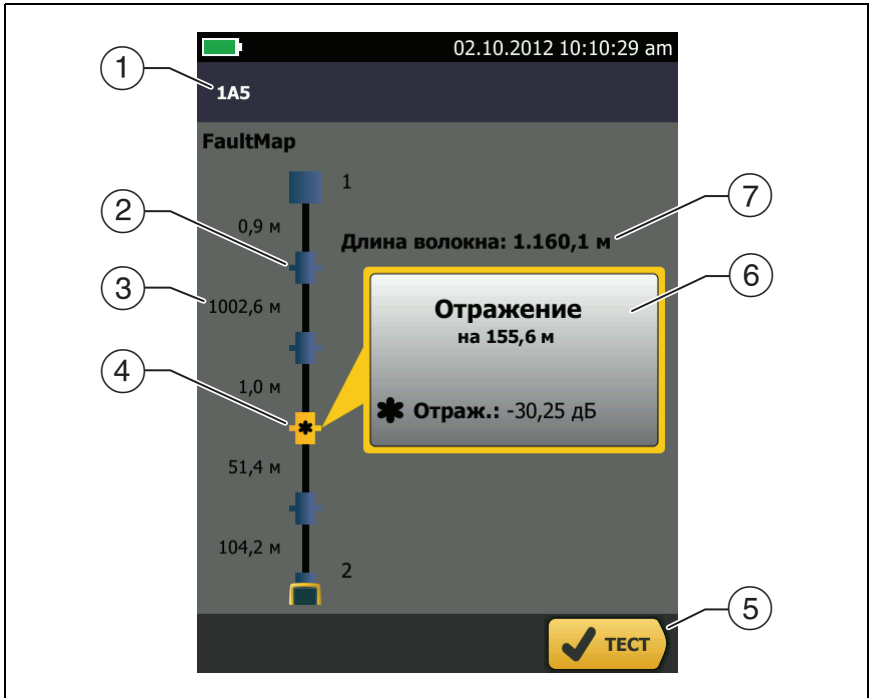 02.10.2012 10:10:29 am
1
1A5
FaultMap
1
7
2
0,9 м
Длина волокна: 1.160,1 м
6
3
1002,6 м
Отражение
на 155,6 м
4
1,0 м
Отраж.: -30,25 дБ
51,4 м
104,2 м
2
5
ТЕСТ